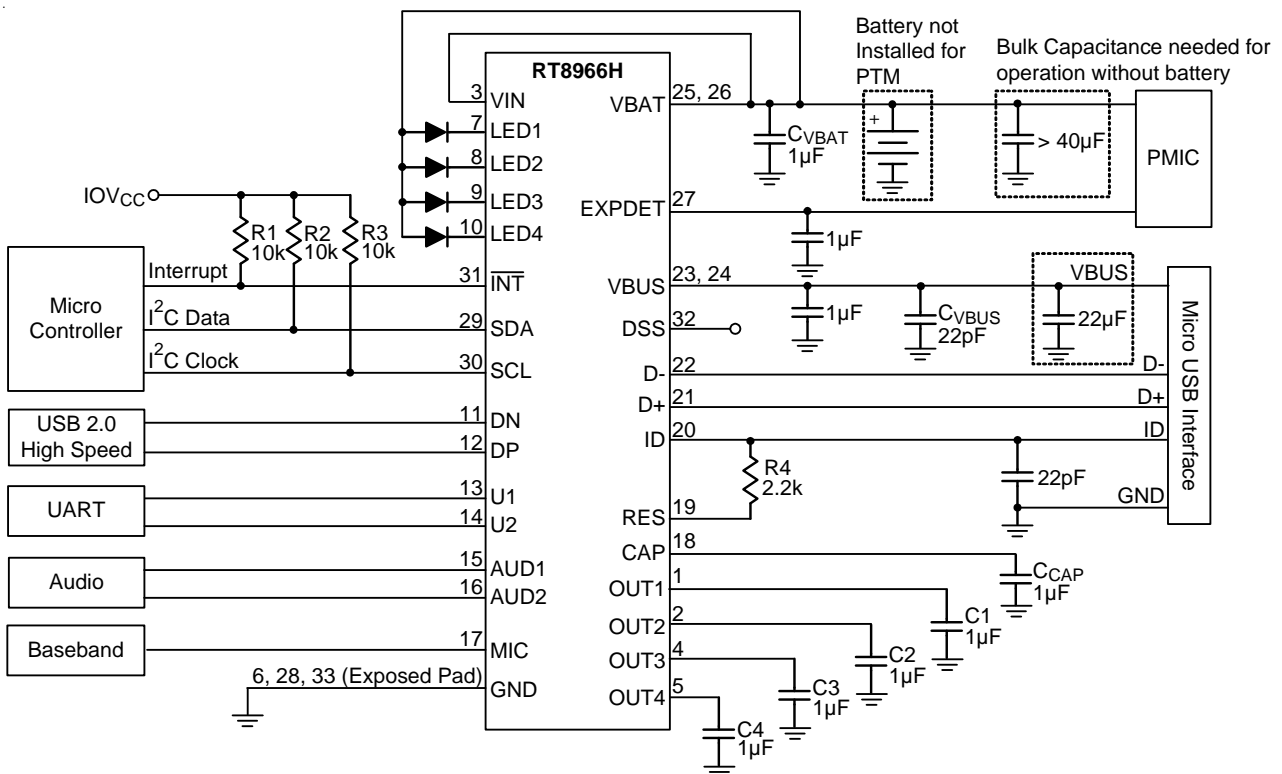 Battery not
Installed for
PTM
Bulk Capacitance needed for
operation without battery
RT8966H
3 VIN
VBAT 25, 26
7 LED1
8 LED2
9 LED3
10 LED4
+
CVBAT
1µF
> 40µF
PMIC
EXPDET 27
1µF
IOVCC
R1
10k
R2
10k
R3
10k
Micro
Controller
Interrupt
31 INT
I2C Data
29 SDA
I2C Clock
30 SCL
VBUS 23, 24
1µF
CVBUS
22pF
VBUS
22µF
DSS 32
D- 22
D-
D+ 21
D+
ID 20
ID
Micro USB Interface
USB 2.0
High Speed
11 DN
12 DP
R4
2.2k
22pF
GND
UART
13 U1
14 U2
RES 19
CAP 18
CCAP
1µF
Audio
15 AUD1
16 AUD2
OUT1 1
C1
1µF
OUT2 2
C2
1µF
Baseband
17 MIC
OUT3 4
C3
1µF
6, 28, 33 (Exposed Pad)
GND
OUT4 5
C4
1µF